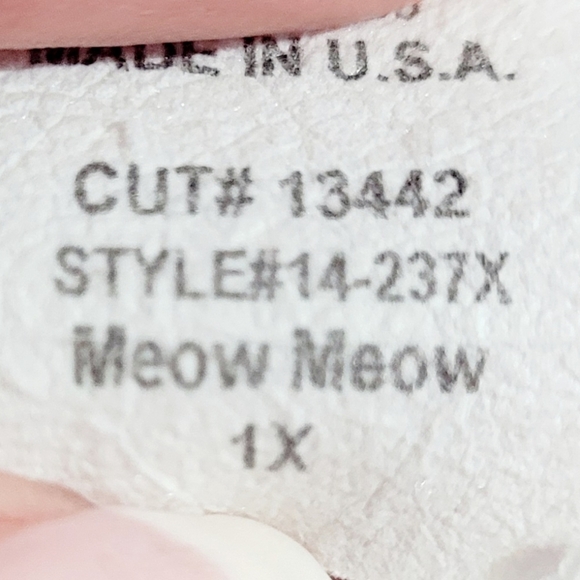 MADE IN U.S.A.
CUT# 13442
STYLE#14-237X
Meow Meow
1X